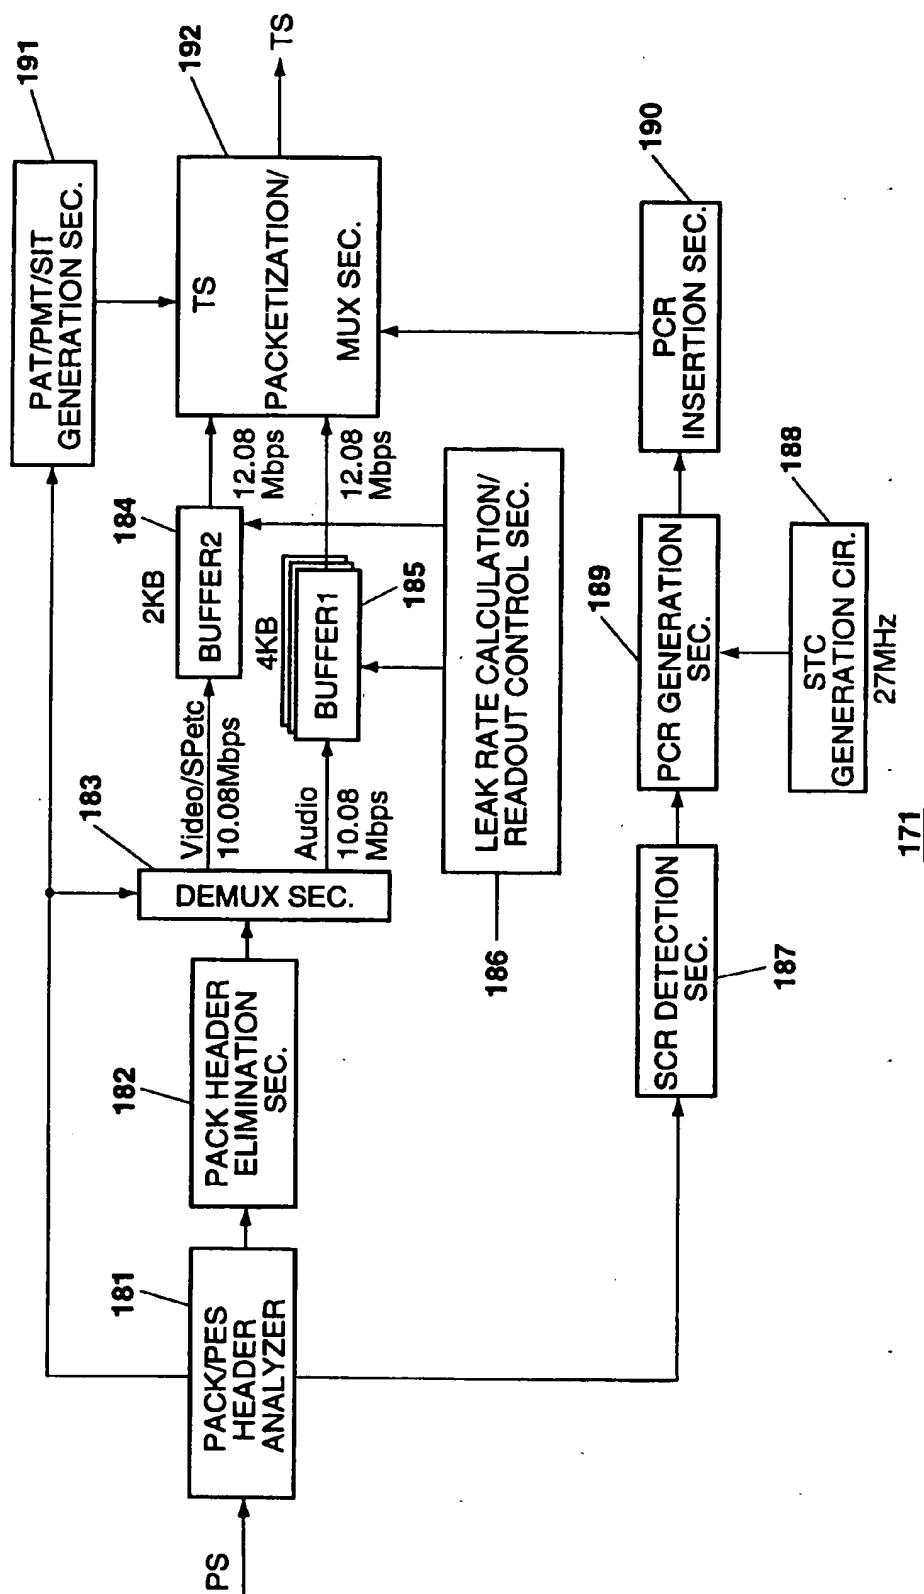 PS
181
PACK/PES
HEADER
ANALYZER
182
PACK HEADER
ELIMINATION
SEC.
183
DEMUX SEC.
Video/SPetc
10.08Mbps
Audio
10.08
Mbps
184
2KB
BUFFER2
4KB
BUFFER1
185
12.08
Mbps
12.08
Mbps
186
LEAK RATE CALCULATION/
READOUT CONTROL SEC.
191
PAT/PMT/SIT
GENERATION SEC.
192
TS
PACKETIZATION/
MUX SEC.
TS
187
SCR DETECTION
SEC.
189
PCR GENERATION
SEC.
188
STC
GENERATION CIR.
27MHz
190
PCR
INSERTION SEC.
171